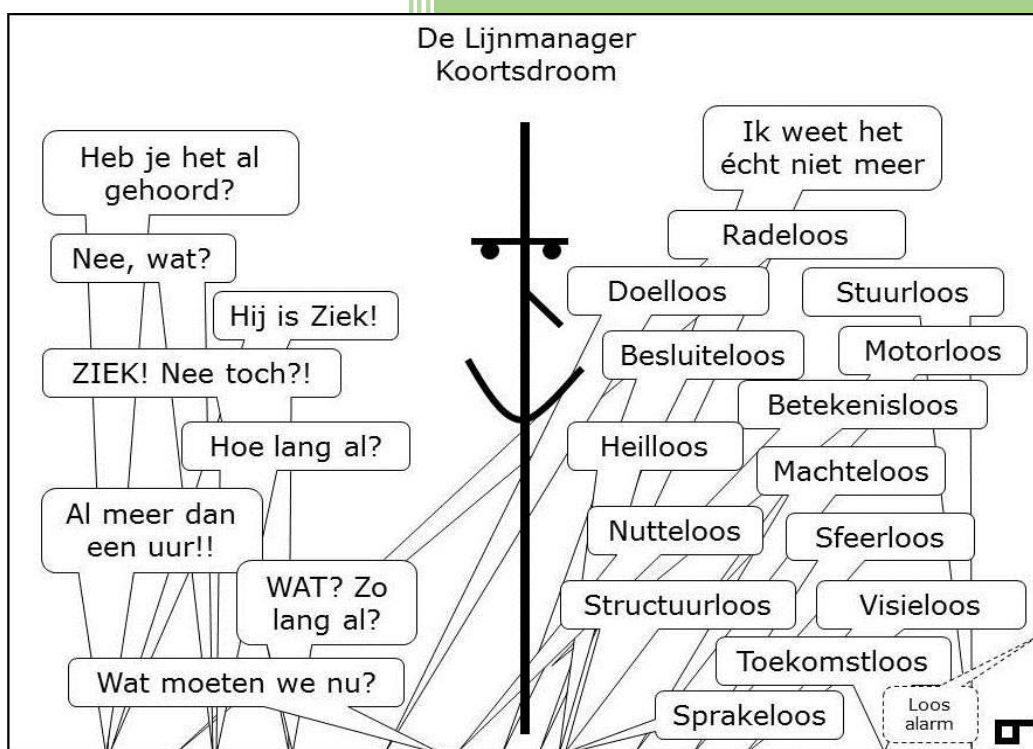 De Lijnmanager
Koortsdroom
Heb je het al
gehoord?
Nee, wat?
Hij is Ziek!
ZIEK! Nee toch?!
Hoe lang al?
Al meer dan
een uur!!
WAT? Zo
lang al?
Wat moeten we nu?
Ik weet het
écht niet meer
Radeloos
Doelloos
Stuurloos
Besluiteloos
Motorloos
Betekenisloos
Heilloos
Machteloos
Nutteloos
Sfeerloos
Structuurloos
Visieloos
Toekomstloos
Sprakeloos
Loos
alarm